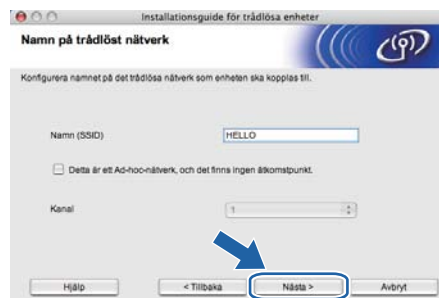 Installationsguide för trådlösa enheter
Namn på trådlöst nätverk
Konfigurera namnet på det trådlösa nätverk som enheten ska kopplas till.
Namn (SSID) HELLO
Detta är ett Ad-hoc-nätverk, och det finns ingen åtkomstpunkt.
Kanal 1
Hjälp < Tillbaka Nästa > Avbryt